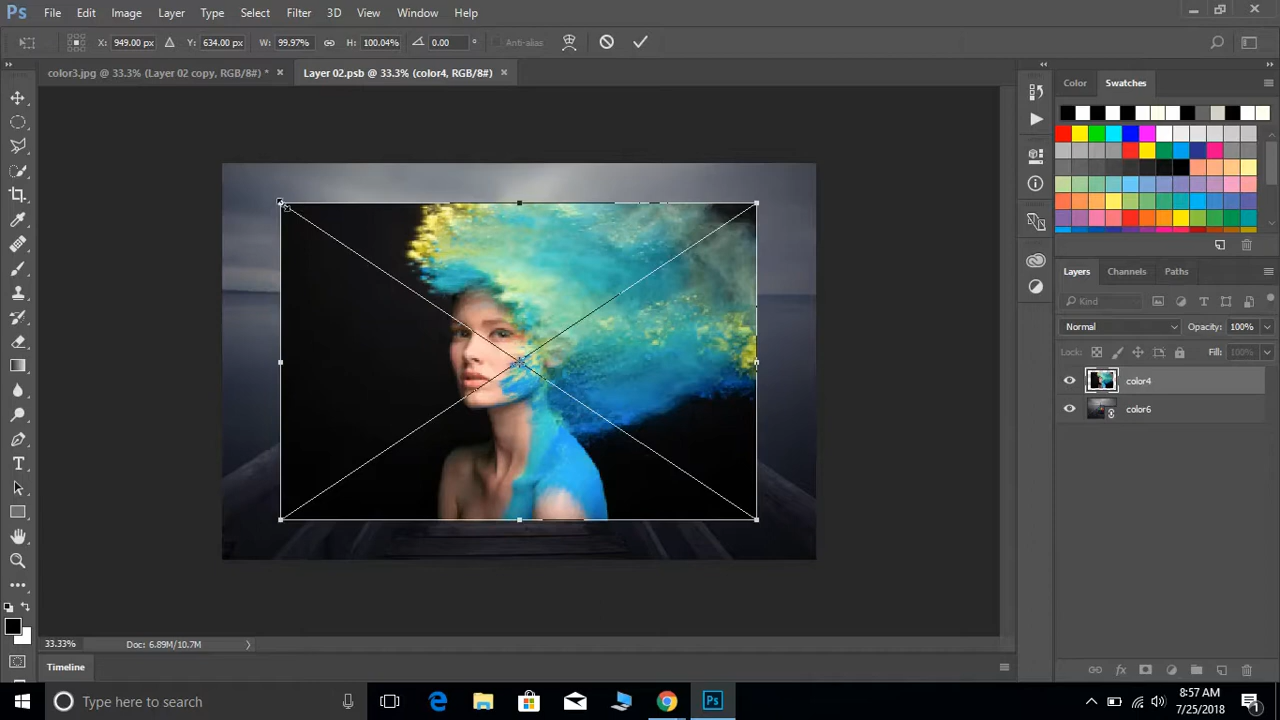 Ps File Edit Image Layer Type Select Filter 3D View Window Help
X: 949.00 px Y: 634.00 px W: 99.97% H: 100.04% 0.00 ° Anti-alias
color3.jpg @ 33.3% (Layer 02 copy, RGB/8#) * × Layer 02.psb @ 33.3% (color4, RGB/8#) ×
Color Swatches
Layers Channels Paths
Kind
Normal Opacity: 100%
Lock: Fill: 100%
color4
color6
33.33% Doc: 6.89M/10.7M
Timeline
Type here to search
Ps
8:57 AM
7/25/2018
1